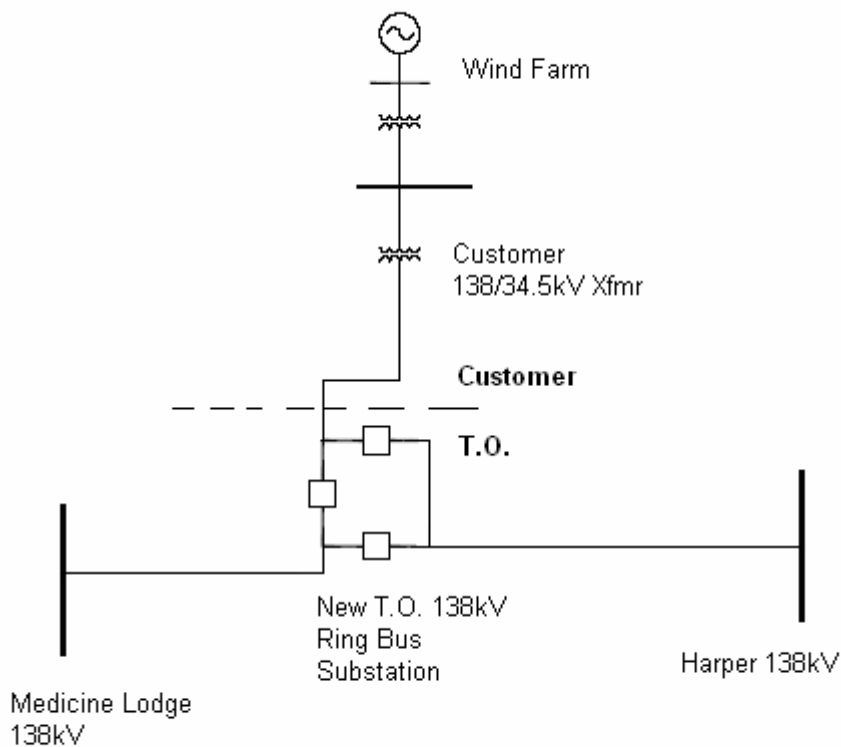 Wind Farm
Customer
138/34.5kV Xfmr
Customer
T.O.
New T.O. 138kV
Ring Bus
Substation
Harper 138kV
Medicine Lodge
138kV